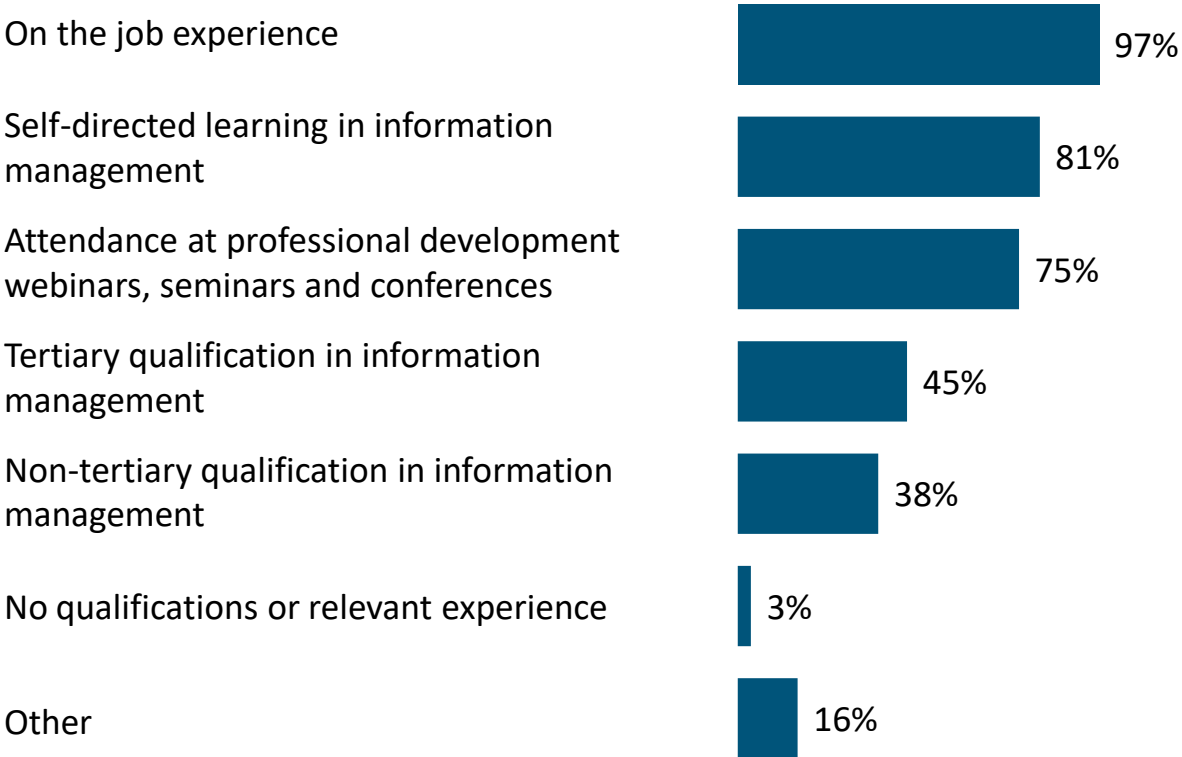 On the job experience
97%
Self-directed learning in information
management
81%
Attendance at professional development
webinars, seminars and conferences
75%
Tertiary qualification in information
management
45%
Non-tertiary qualification in information
management
38%
No qualifications or relevant experience
3%
Other
16%